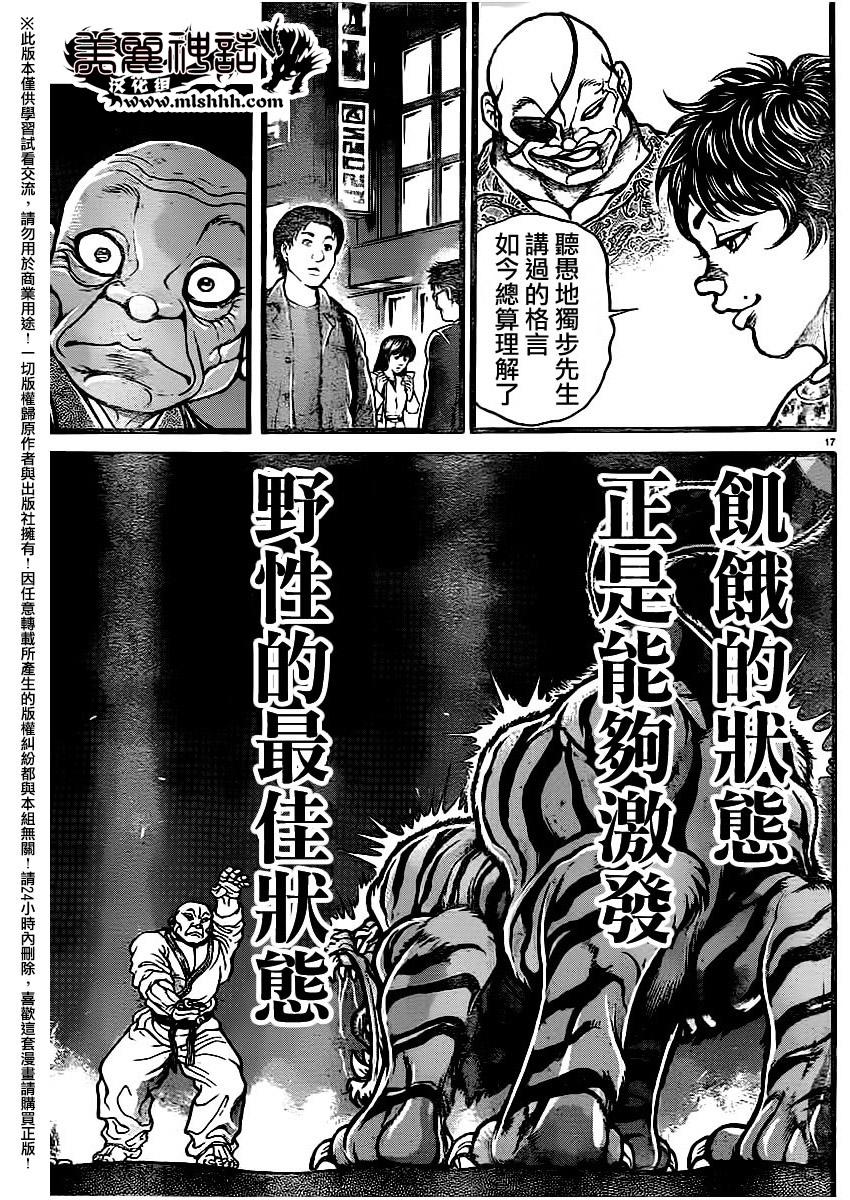 聽愚地獨步先生
講過的格言
如今總算理解了
美麗神話
汉化组
www.mlshhh.com
17
飢餓的狀態
正是能夠激發
野性的最佳狀態
※此版本僅供學習試看交流，請勿用於商業用途！一切版權歸原作者與出版社擁有！因任意轉載所產生的版權糾紛都與本組無關！請24小時內刪除，喜歡這套漫畫請購買正版！